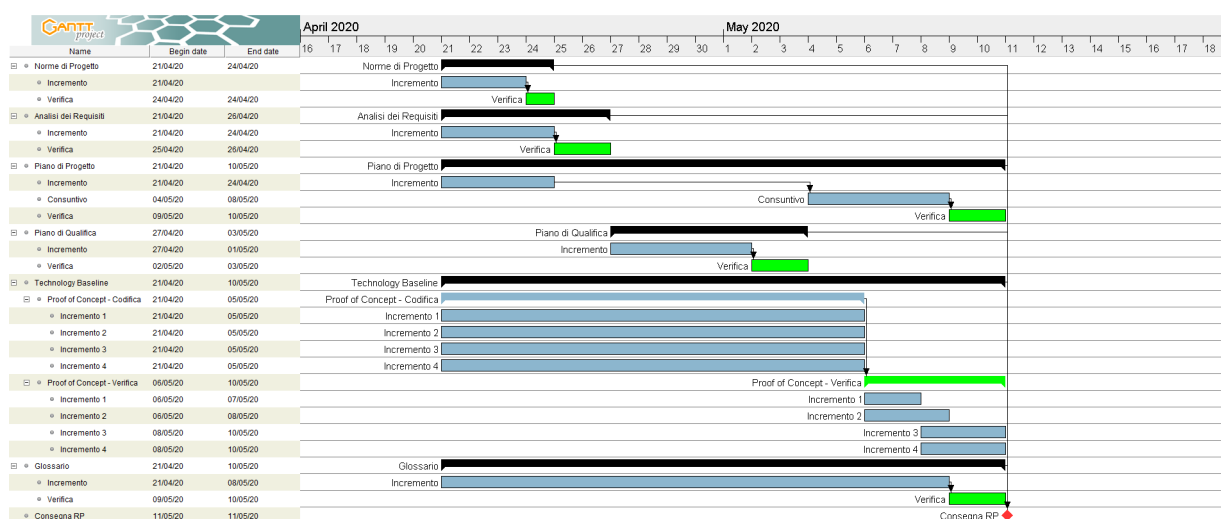 GANTT
project
April 2020 May 2020
Name Begin date End date 16 17 18 19 20 21 22 23 24 25 26 27 28 29 30 1 2 3 4 5 6 7 8 9 10 11 12 13 14 15 16 17 18
Norme di Progetto 21/04/20 24/04/20 Norme di Progetto
Incremento 21/04/20 Incremento
Verifica 24/04/20 24/04/20 Verifica
Analisi dei Requisiti 21/04/20 26/04/20 Analisi dei Requisiti
Incremento 21/04/20 24/04/20 Incremento
Verifica 25/04/20 26/04/20 Verifica
Piano di Progetto 21/04/20 10/05/20 Piano di Progetto
Incremento 21/04/20 24/04/20 Incremento
Consuntivo 04/05/20 08/05/20 Consuntivo
Verifica 09/05/20 10/05/20 Verifica
Piano di Qualifica 27/04/20 03/05/20 Piano di Qualifica
Incremento 27/04/20 01/05/20 Incremento
Verifica 02/05/20 03/05/20 Verifica
Technology Baseline 21/04/20 10/05/20 Technology Baseline
Proof of Concept - Codifica 21/04/20 05/05/20 Proof of Concept - Codifica
Incremento 1 21/04/20 05/05/20 Incremento 1
Incremento 2 21/04/20 05/05/20 Incremento 2
Incremento 3 21/04/20 05/05/20 Incremento 3
Incremento 4 21/04/20 05/05/20 Incremento 4
Proof of Concept - Verifica 06/05/20 10/05/20 Proof of Concept - Verifica
Incremento 1 06/05/20 07/05/20 Incremento 1
Incremento 2 06/05/20 08/05/20 Incremento 2
Incremento 3 08/05/20 10/05/20 Incremento 3
Incremento 4 08/05/20 10/05/20 Incremento 4
Glossario 21/04/20 10/05/20 Glossario
Incremento 21/04/20 08/05/20 Incremento
Verifica 09/05/20 10/05/20 Verifica
Consegna RP 11/05/20 11/05/20 Consegna RP